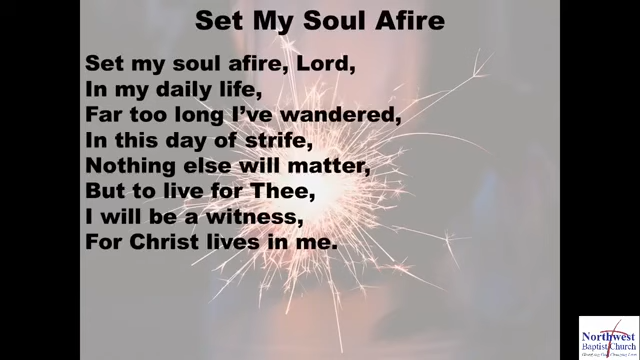 Set My Soul Afire
Set my soul afire, Lord,
In my daily life,
Far too long I’ve wandered,
In this day of strife,
Nothing else will matter,
But to live for Thee,
I will be a witness,
For Christ lives in me.
Northwest
Baptist Church